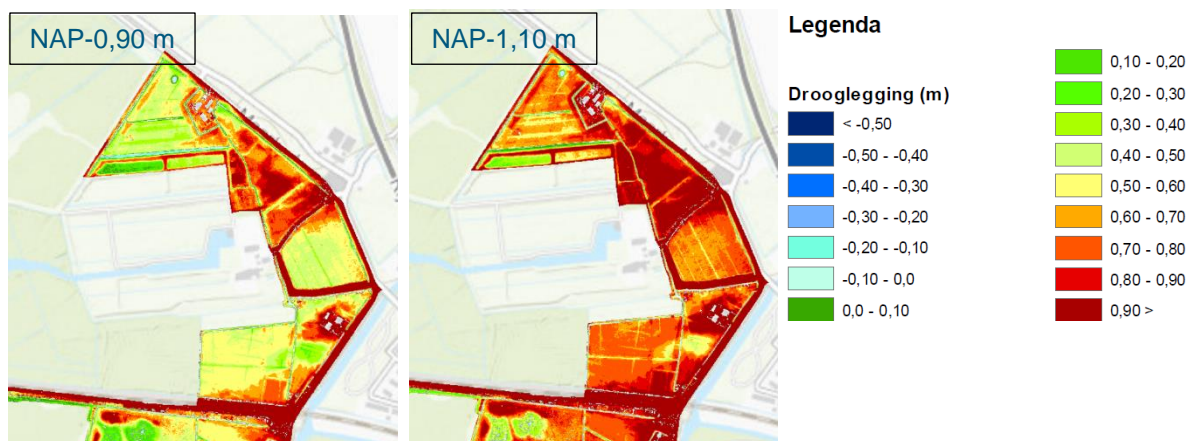 NAP-0,90 m
NAP-1,10 m
Legenda
Drooglegging (m)
< -0,50
-0,50 - -0,40
-0,40 - -0,30
-0,30 - -0,20
-0,20 - -0,10
-0,10 - 0,0
0,0 - 0,10
0,10 - 0,20
0,20 - 0,30
0,30 - 0,40
0,40 - 0,50
0,50 - 0,60
0,60 - 0,70
0,70 - 0,80
0,80 - 0,90
0,90 >